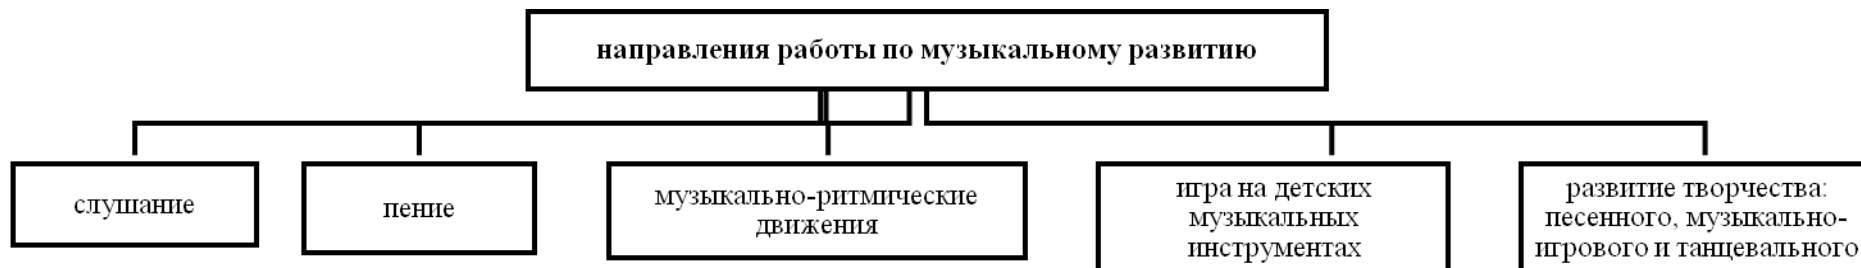 направления работы по музыкальному развитию
слушание
пение
музыкально-ритмические
движения
игра на детских
музыкальных
инструментах
развитие творчества:
песенного, музыкально-
игрового и танцевального